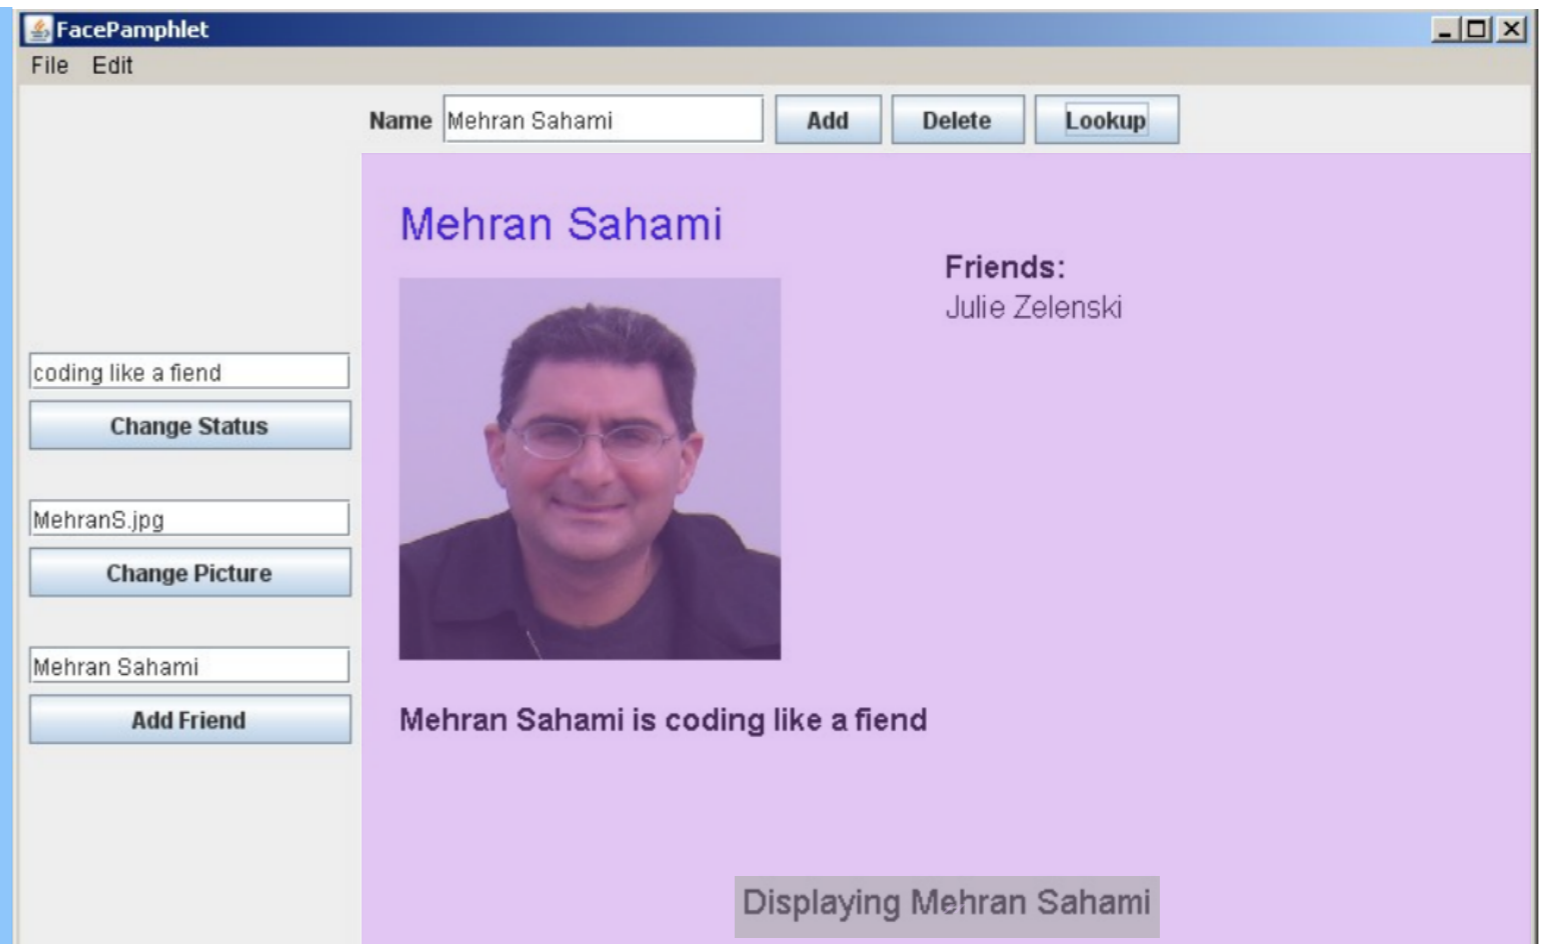 FacePamphlet
File Edit
Name Mehran Sahami Add Delete Lookup
Mehran Sahami
Friends:
Julie Zelenski
coding like a fiend
Change Status
MehranS.jpg
Change Picture
Mehran Sahami
Add Friend
Mehran Sahami is coding like a fiend
Displaying Mehran Sahami